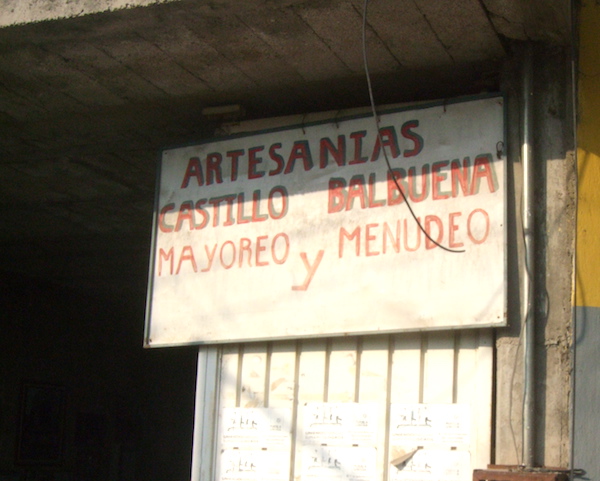 ARTESANIAS
CASTILLO BALBUENA
MAYOREO y MENUDEO